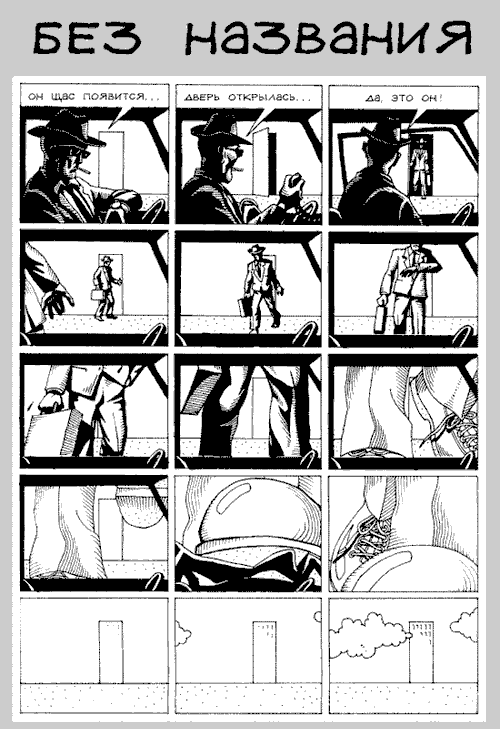 БЕЗ НАЗВАНИЯ
ОН ЩАС ПОЯВИТСЯ...
ДВЕРЬ ОТКРЫЛАСЬ...
ДА, ЭТО ОН!